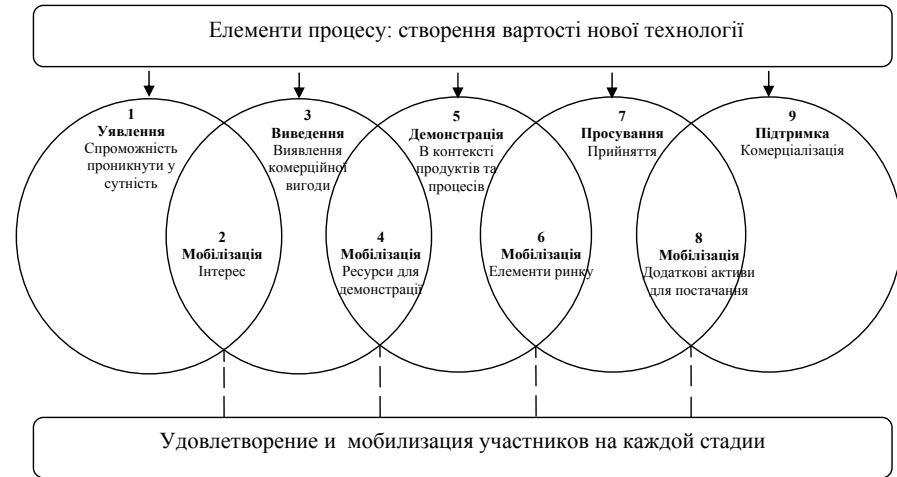 Елементи процесу: створення вартості нової технології
1
Уявлення
Спроможність
проникнути у
сутність
2
Мобілізація
Інтерес
3
Виведення
Виявлення
комерційної
вигоди
4
Мобілізація
Ресурси для
демонстрації
5
Демонстрація
В контексті
продуктів та
процесів
6
Мобілізація
Елементи ринку
7
Просування
Прийняття
8
Мобілізація
Додаткові активи
для постачання
9
Підтримка
Комерціалізація
Удовлетворение и мобилизация участников на каждой стадии